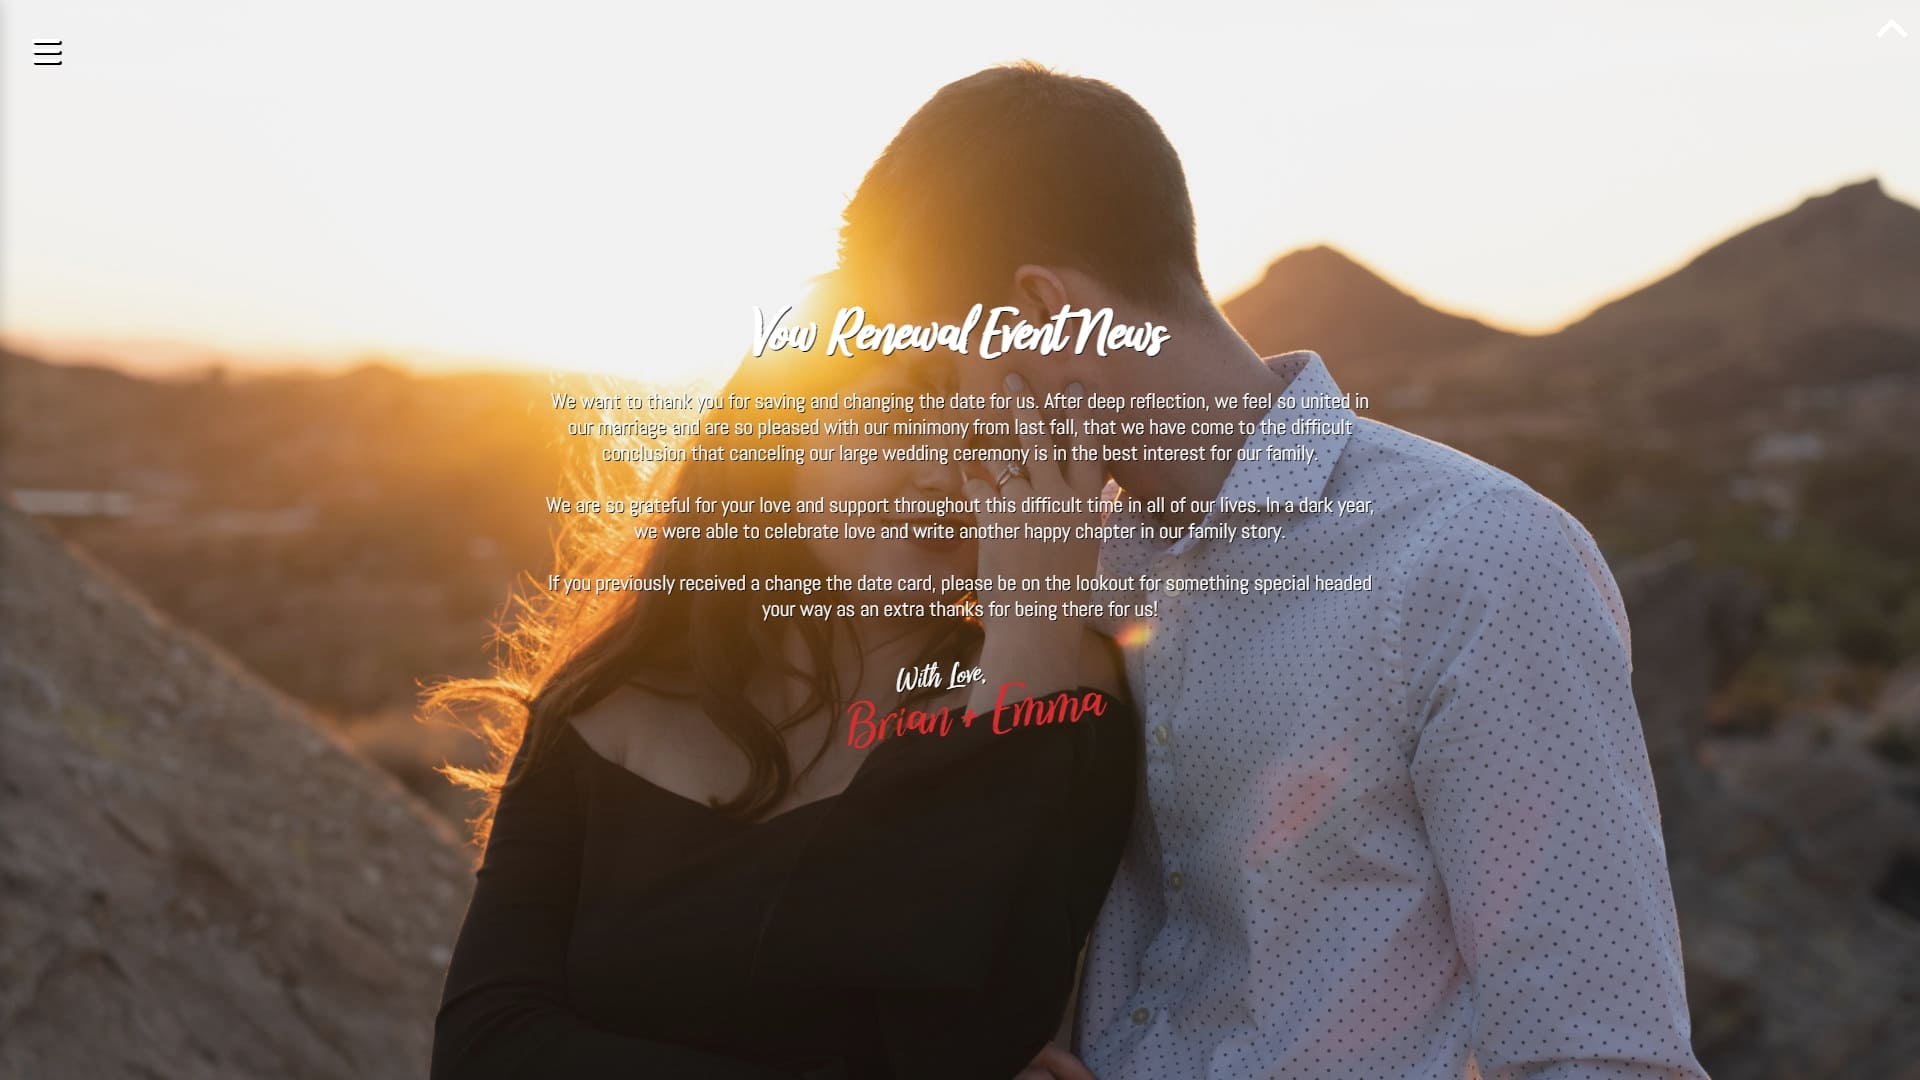 Vow Renewal Event News
We want to thank you for saving and changing the date for us. After deep reflection, we feel so united in
our marriage and are so pleased with our minimony from last fall, that we have come to the difficult
conclusion that canceling our large wedding ceremony is in the best interest for our family.
We are so grateful for your love and support throughout this difficult time in all of our lives. In a dark year,
we were able to celebrate love and write another happy chapter in our family story.
If you previously received a change the date card, please be on the lookout for something special headed
your way as an extra thanks for being there for us!
With Love,
Brian + Emma